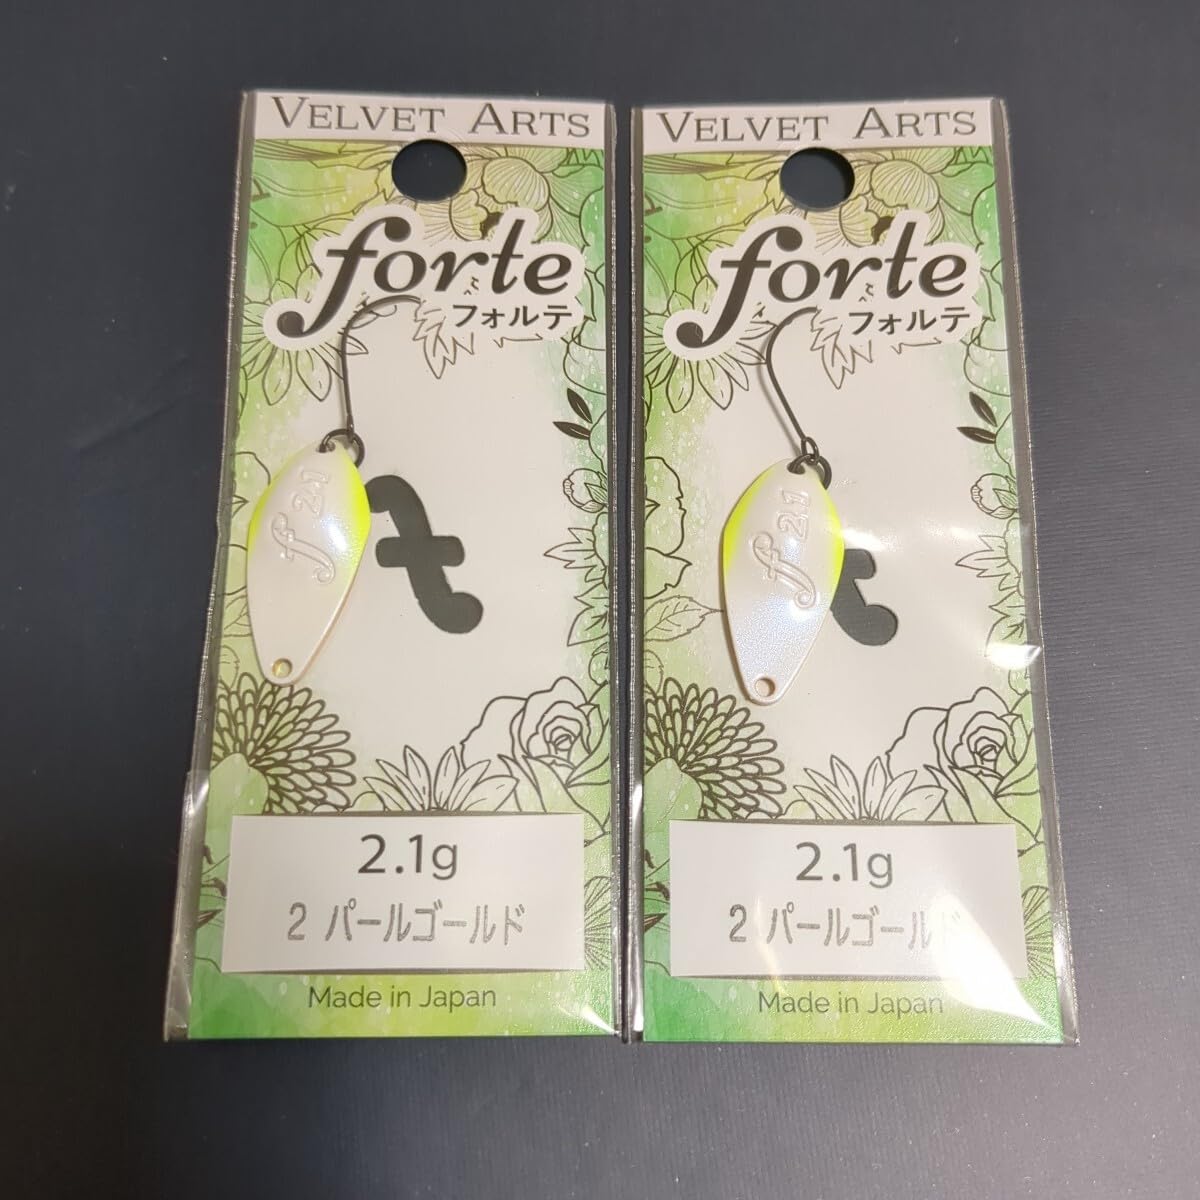 VELVET ARTS
forte
フォルテ
f 2.1
2.1g
2 パールゴールド
Made in Japan
VELVET ARTS
forte
フォルテ
f 2.1
2.1g
2 パールゴールド
Made in Japan